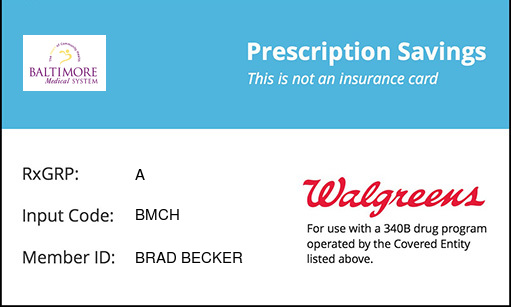 BALTIMORE
Medical SYSTEM
Prescription Savings
This is not an insurance card
RxGRP: A
Input Code: BMCH
Member ID: BRAD BECKER
Walgreens
For use with a 340B drug program
operated by the Covered Entity
listed above.